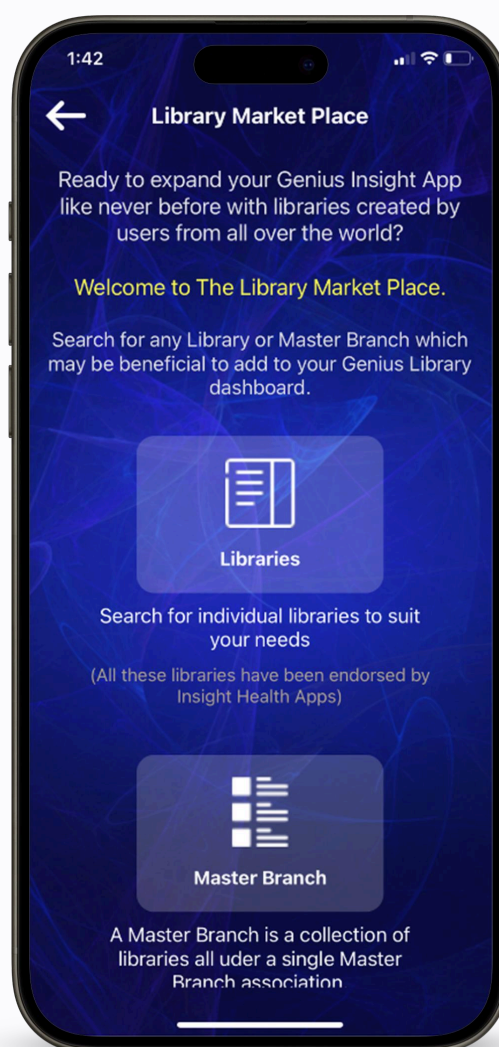 1:42
Library Market Place
Ready to expand your Genius Insight App
like never before with libraries created by
users from all over the world?
Welcome to The Library Market Place.
Search for any Library or Master Branch which
may be beneficial to add to your Genius Library
dashboard.
Libraries
Search for individual libraries to suit
your needs
(All these libraries have been endorsed by
Insight Health Apps)
Master Branch
A Master Branch is a collection of
libraries all uder a single Master
Branch association